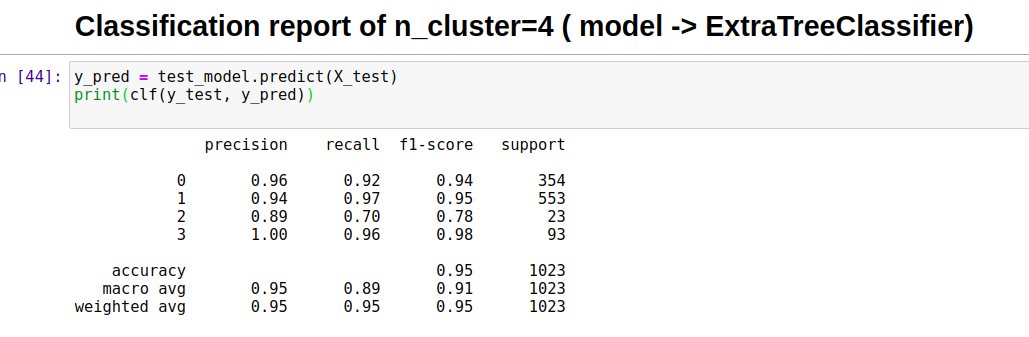 Classification report of n_cluster=4 ( model -> ExtraTreeClassifier)
n [44]: y_pred = test_model.predict(X_test)
print(clf(y_test, y_pred))
precision recall f1-score support
0 0.96 0.92 0.94 354
1 0.94 0.97 0.95 553
2 0.89 0.70 0.78 23
3 1.00 0.96 0.98 93
accuracy 0.95 1023
macro avg 0.95 0.89 0.91 1023
weighted avg 0.95 0.95 0.95 1023